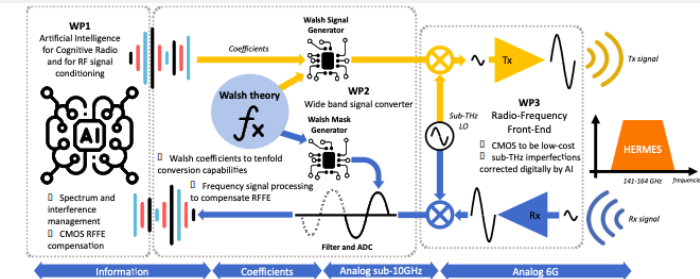 WP1
Artificial Intelligence
for Cognitive Radio
and for RF signal
conditioning
AI
Spectrum and
interference
management
CMOS RFFE
compensation
Coefficients
Walsh theory
fx
Walsh Signal
Generator
WP2
Wide band signal converter
Walsh Mask
Generator
Walsh coefficients to tenfold
conversion capabilities
Frequency signal processing
to compensate RFFE
Filter and ADC
Sub-THz
LO
Tx
WP3
Radio-Frequency
Front-End
CMOS to be low-cost
sub-THz imperfections
corrected digitally by AI
Rx
Tx signal
HERMES
141-164 GHz
frequencies
Rx signal
Information
Coefficients
Analog sub-10GHz
Analog 6G